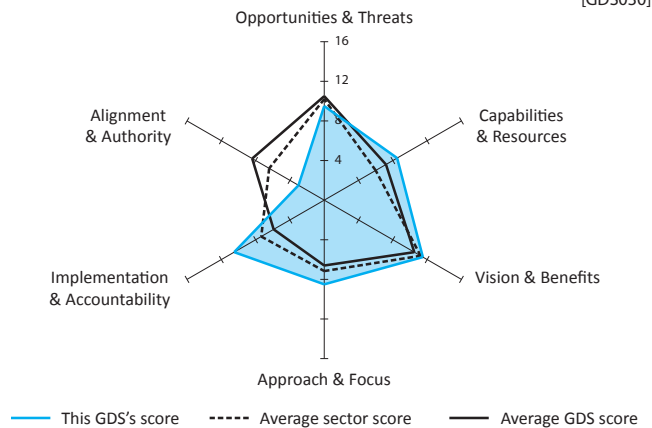 Opportunities & Threats
16
12
8
4
Alignment
& Authority
Capabilities
& Resources
Implementation
& Accountability
Vision & Benefits
Approach & Focus
This GDS's score
Average sector score
Average GDS score